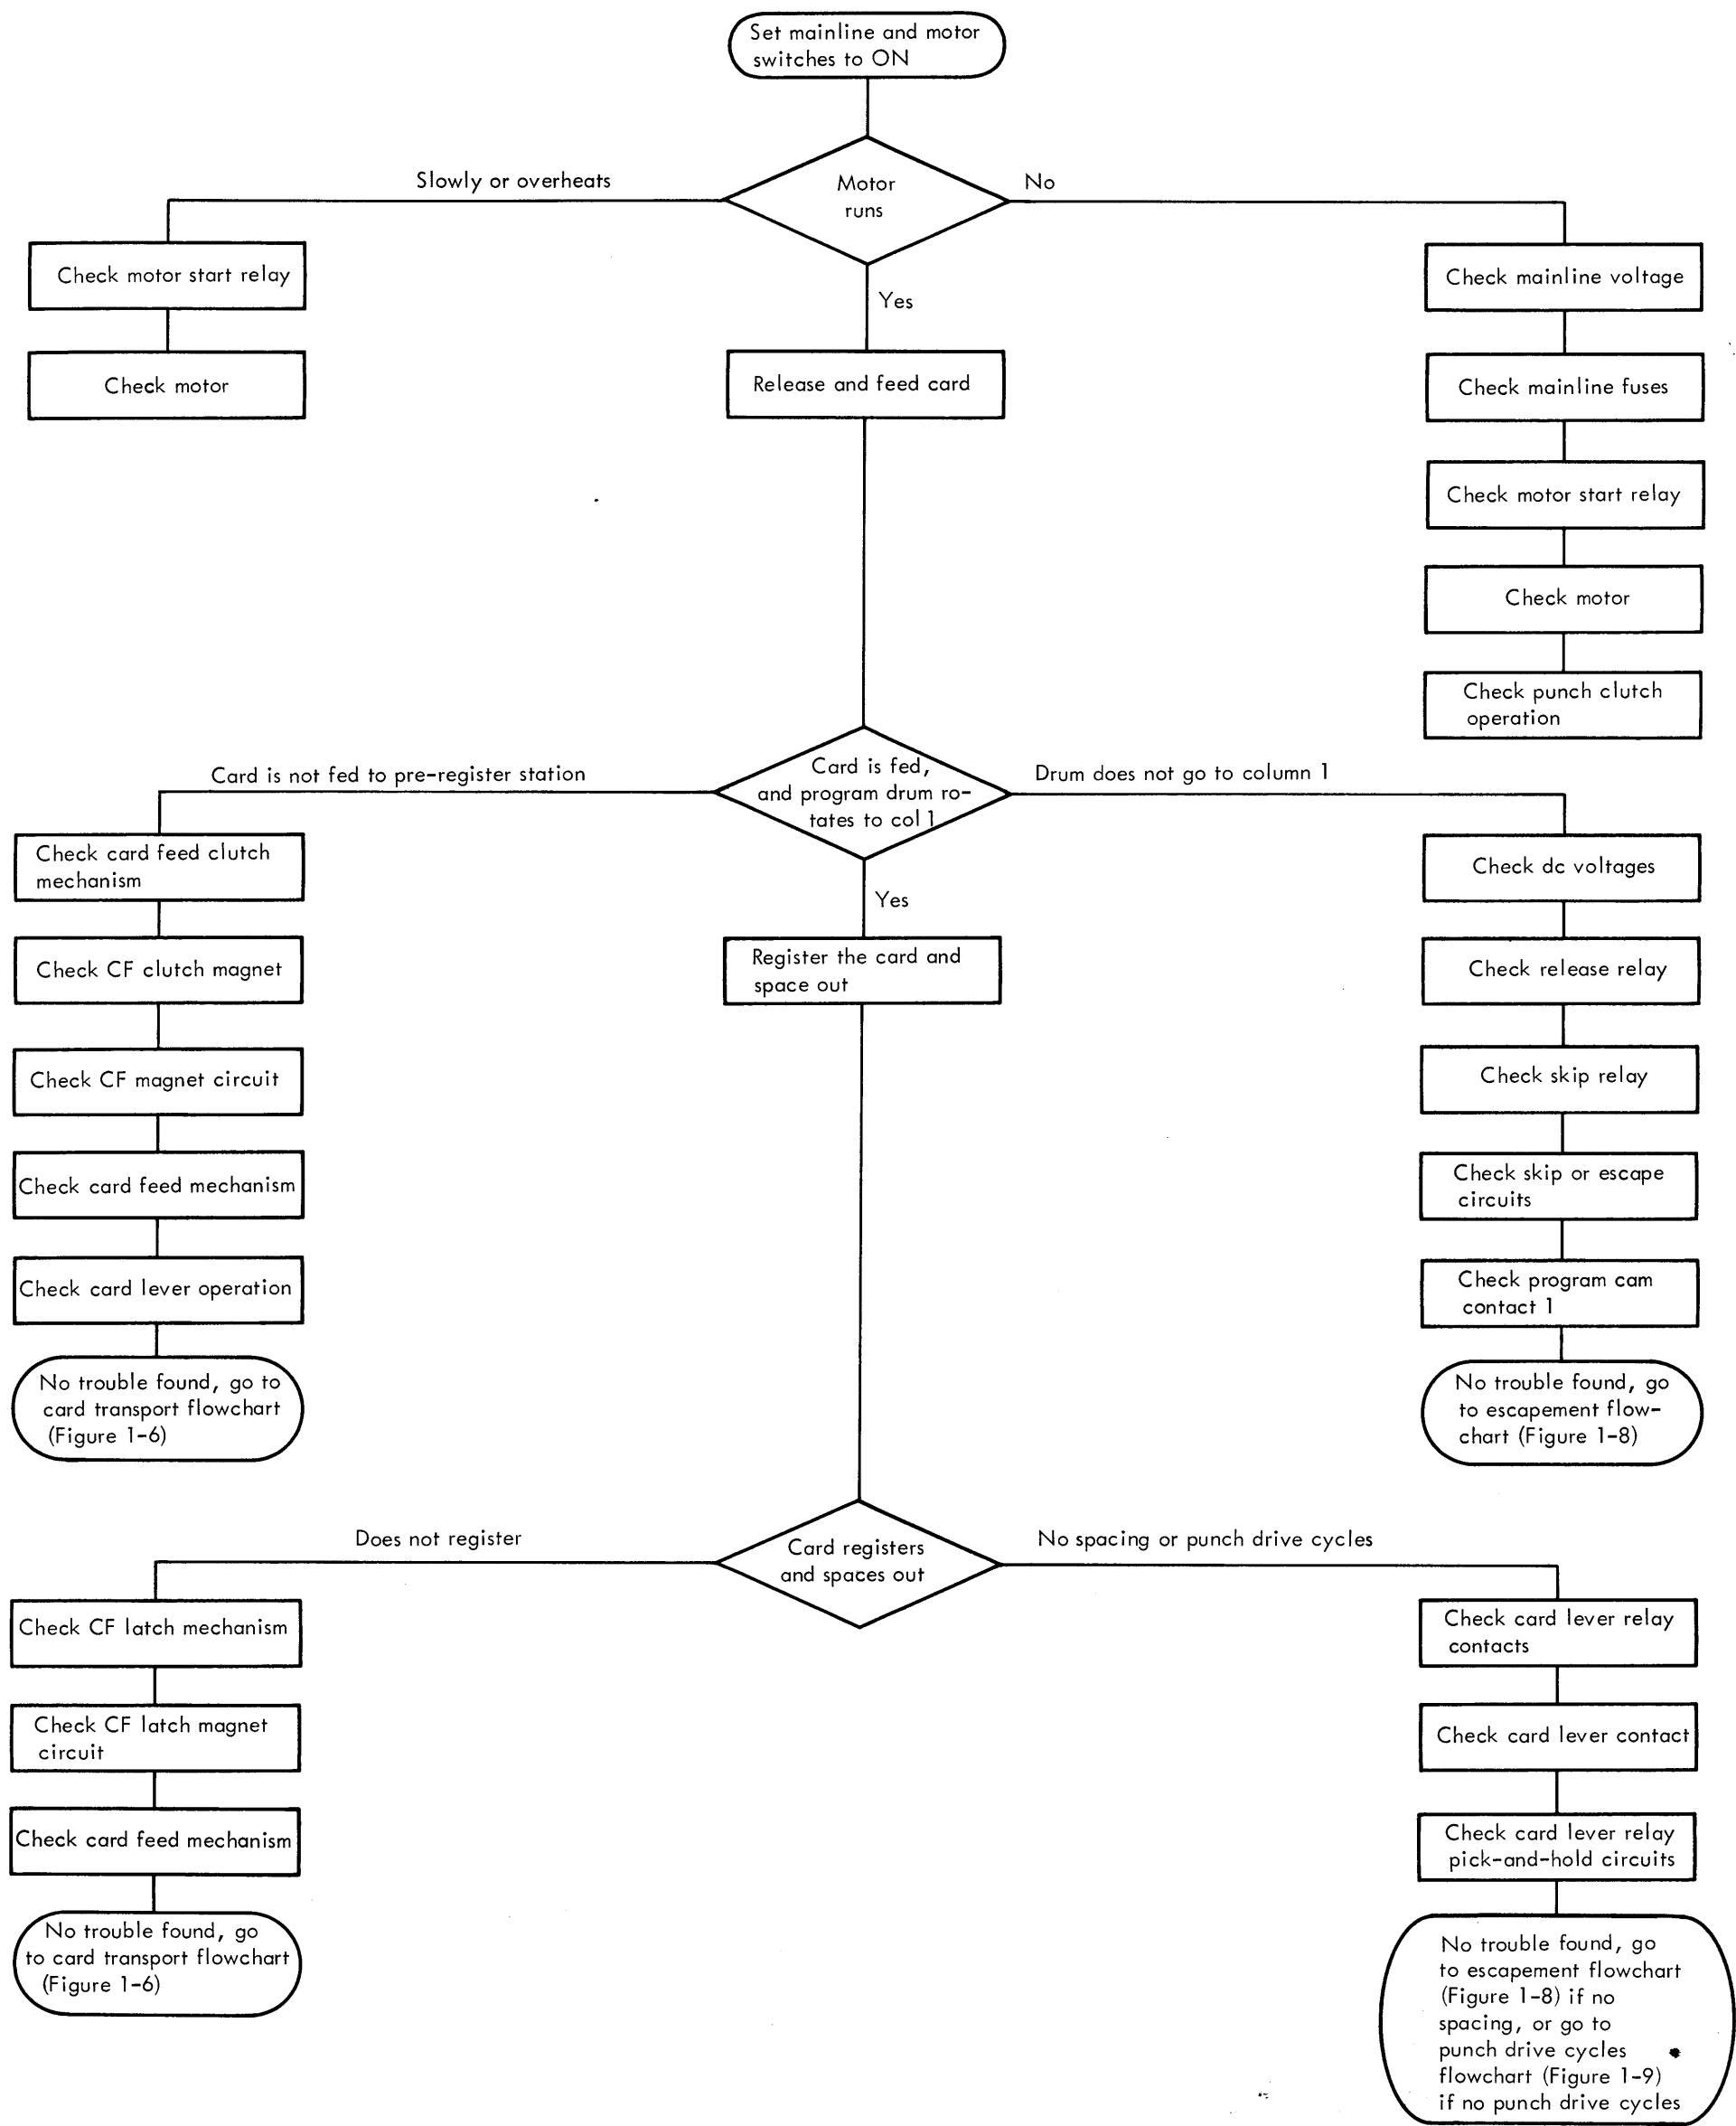 Set mainline and motor
switches to ON
Slowly or overheats
Motor
runs
No
Check motor start relay
Check motor
Yes
Release and feed card
Check mainline voltage
Check mainline fuses
Check motor start relay
Check motor
Check punch clutch
operation
Card is not fed to pre-register station
Card is fed,
and program drum ro-
tates to col 1
Drum does not go to column 1
Check card feed clutch
mechanism
Check CF clutch magnet
Check CF magnet circuit
Check card feed mechanism
Check card lever operation
No trouble found, go to
card transport flowchart
(Figure 1-6)
Yes
Register the card and
space out
Check dc voltages
Check release relay
Check skip relay
Check skip or escape
circuits
Check program cam
contact 1
No trouble found, go
to escapement flow-
chart (Figure 1-8)
Does not register
Card registers
and spaces out
No spacing or punch drive cycles
Check CF latch mechanism
Check CF latch magnet
circuit
Check card feed mechanism
No trouble found, go
to card transport flowchart
(Figure 1-6)
Check card lever relay
contacts
Check card lever contact
Check card lever relay
pick-and-hold circuits
No trouble found, go
to escapement flowchart
(Figure 1-8) if no
spacing, or go to
punch drive cycles
flowchart (Figure 1-9)
if no punch drive cycles